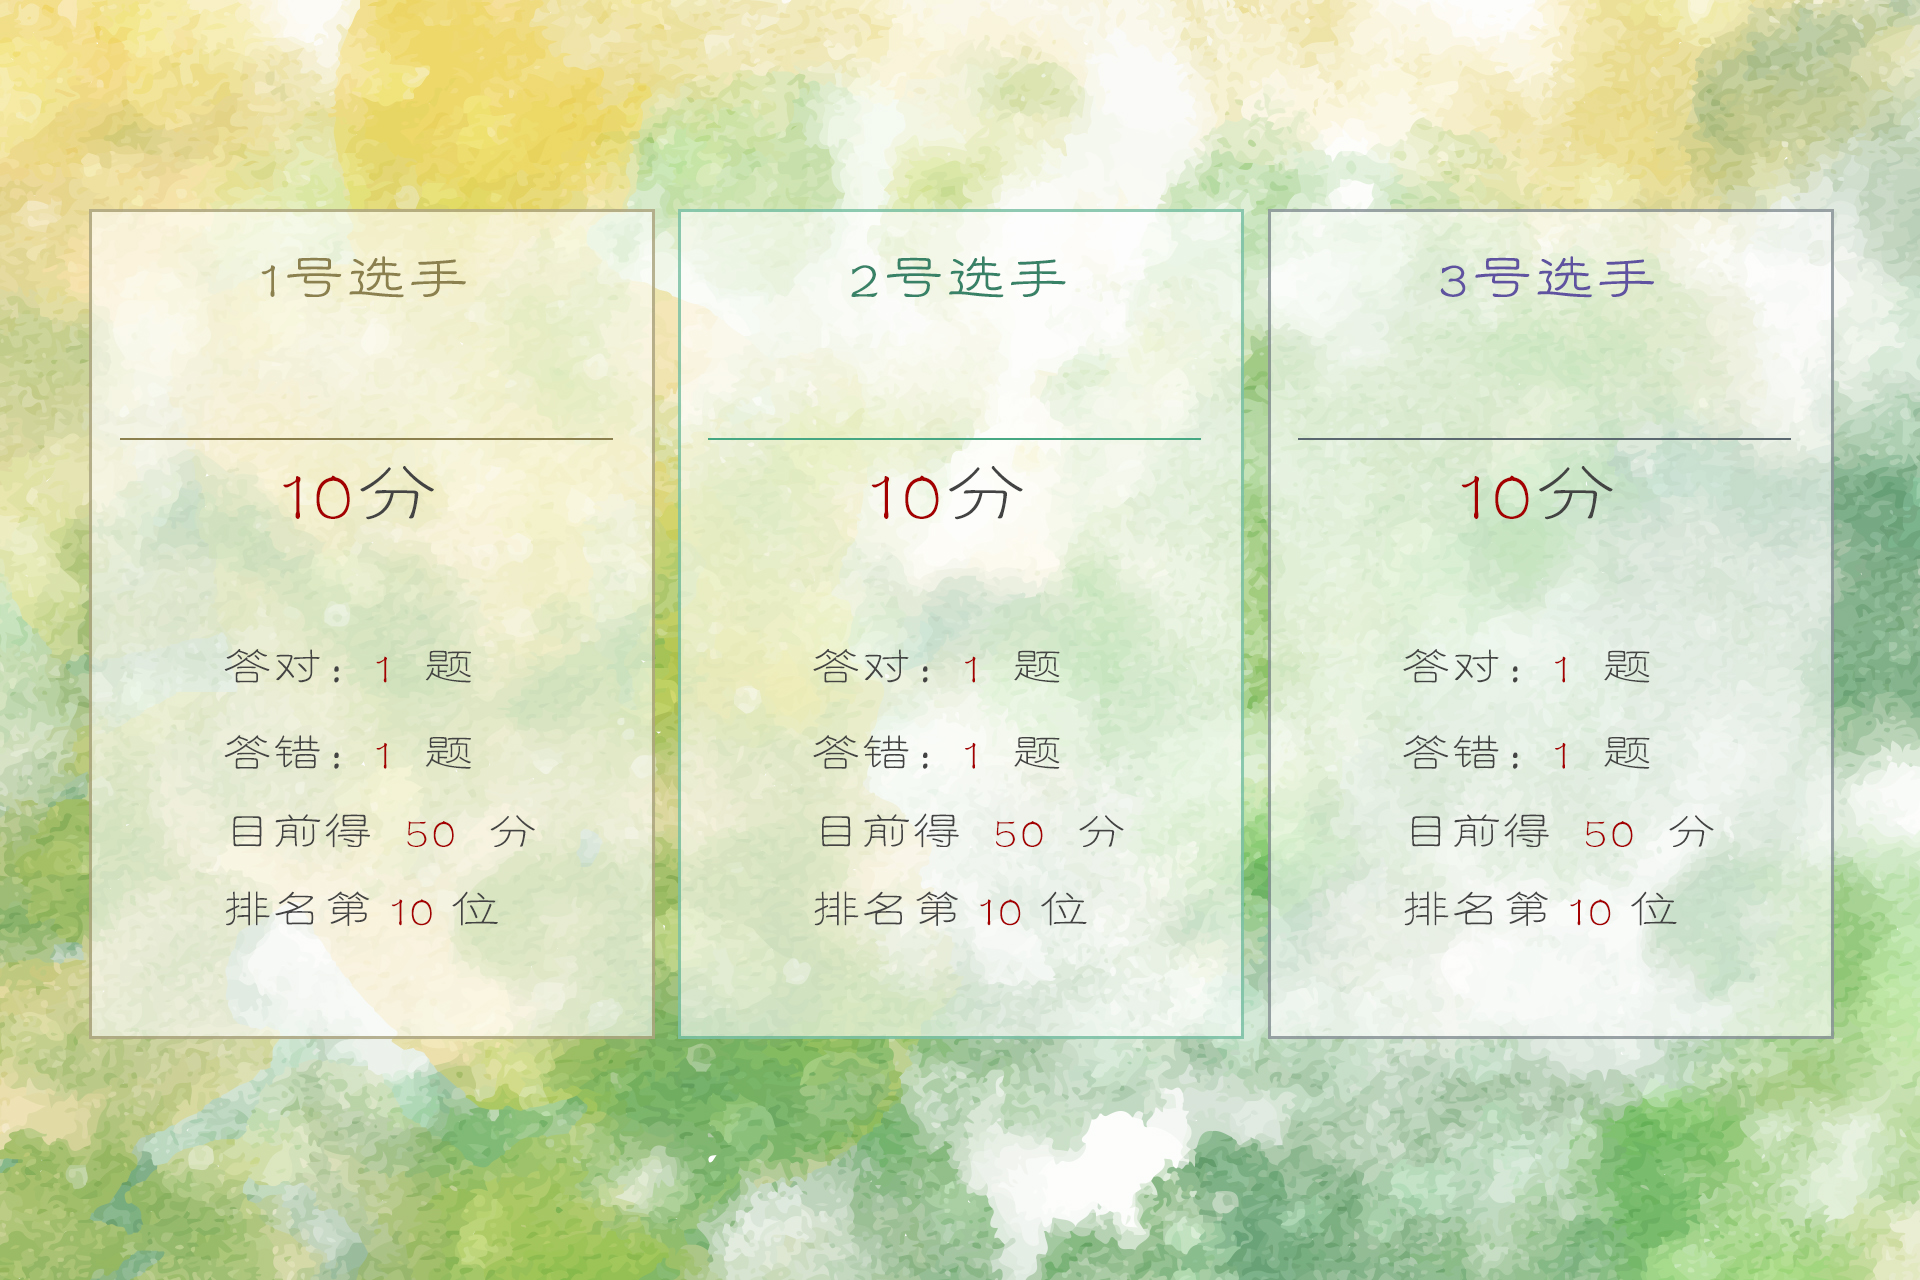 1号选手
10分
答对：1 题
答错：1 题
目前得 50 分
排名第 10 位
2号选手
10分
答对：1 题
答错：1 题
目前得 50 分
排名第 10 位
3号选手
10分
答对：1 题
答错：1 题
目前得 50 分
排名第 10 位